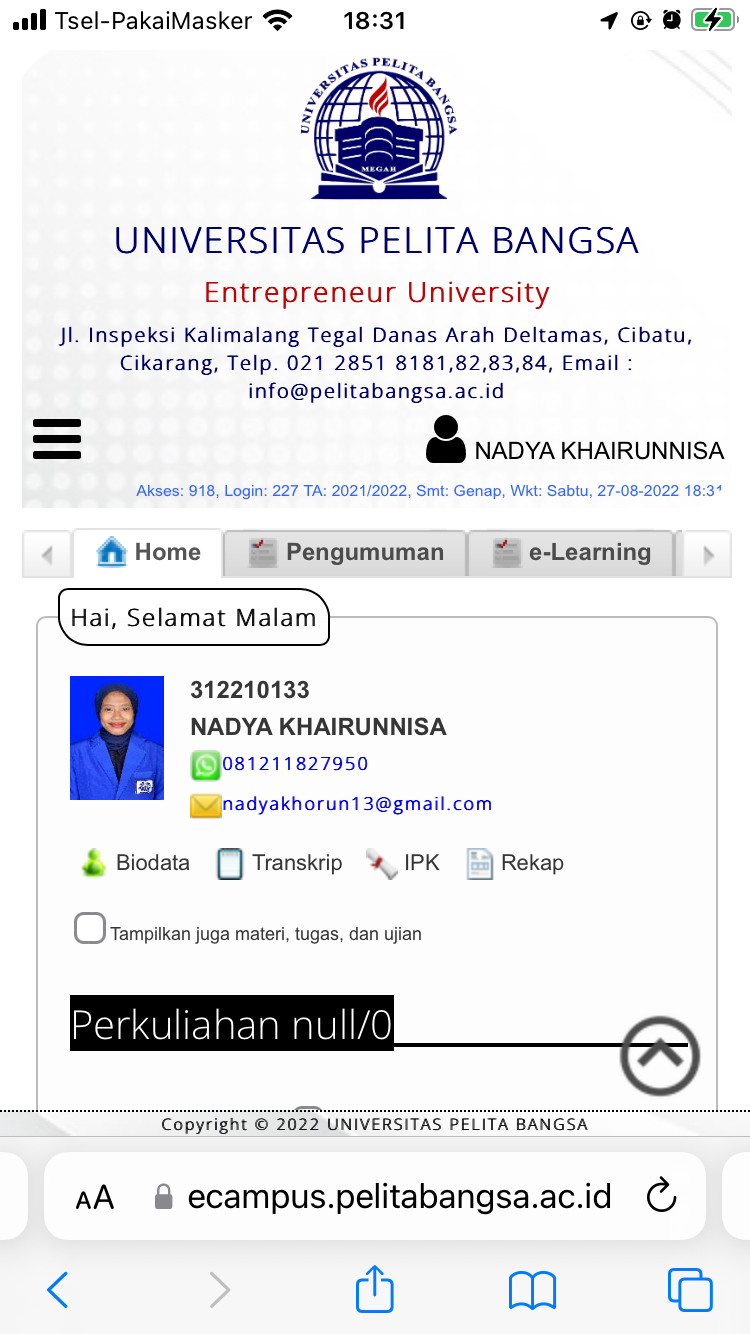 Tsel-PakaiMasker 18:31
UNIVERSITAS PELITA BANGSA
MEGAH
UNIVERSITAS PELITA BANGSA
Entrepreneur University
Jl. Inspeksi Kalimalang Tegal Danas Arah Deltamas, Cibatu,
Cikarang, Telp. 021 2851 8181,82,83,84, Email :
info@pelitabangsa.ac.id
NADYA KHAIRUNNISA
Akses: 918, Login: 227 TA: 2021/2022, Smt: Genap, Wkt: Sabtu, 27-08-2022 18:31
Home Pengumuman e-Learning
Hai, Selamat Malam
312210133
NADYA KHAIRUNNISA
081211827950
nadyakhorun13@gmail.com
Biodata Transkrip IPK Rekap
Tampilkan juga materi, tugas, dan ujian
Perkuliahan null/0
Copyright © 2022 UNIVERSITAS PELITA BANGSA
AA ecampus.pelitabangsa.ac.id